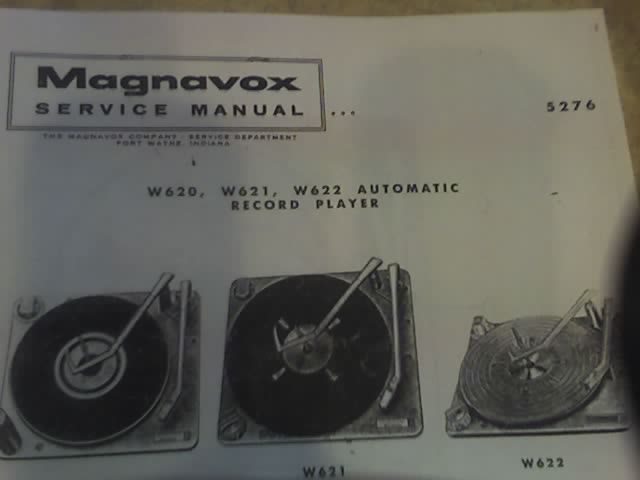 Magnavox
SERVICE MANUAL ...
5276
THE MAGNAVOX COMPANY · SERVICE DEPARTMENT
FORT WAYNE, INDIANA
W620, W621, W622 AUTOMATIC
RECORD PLAYER
W621
W622